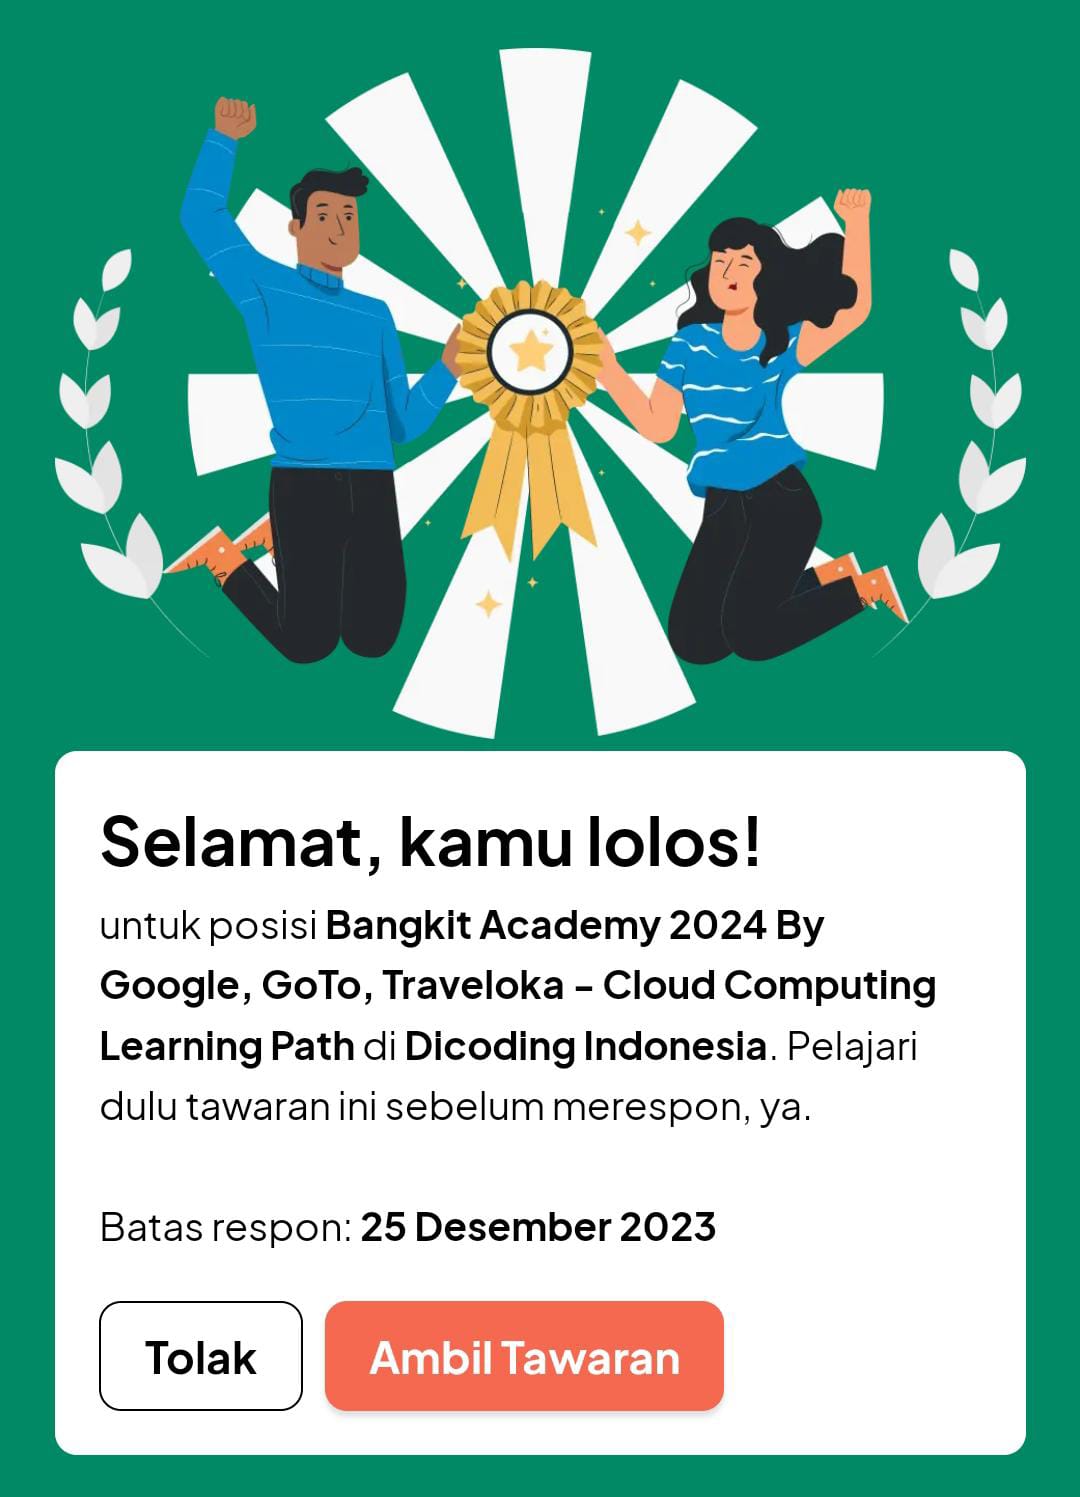 Selamat, kamu lolos!
untuk posisi Bangkit Academy 2024 By
Google, GoTo, Traveloka - Cloud Computing
Learning Path di Dicoding Indonesia. Pelajari
dulu tawaran ini sebelum merespon, ya.
Batas respon: 25 Desember 2023
Tolak
Ambil Tawaran